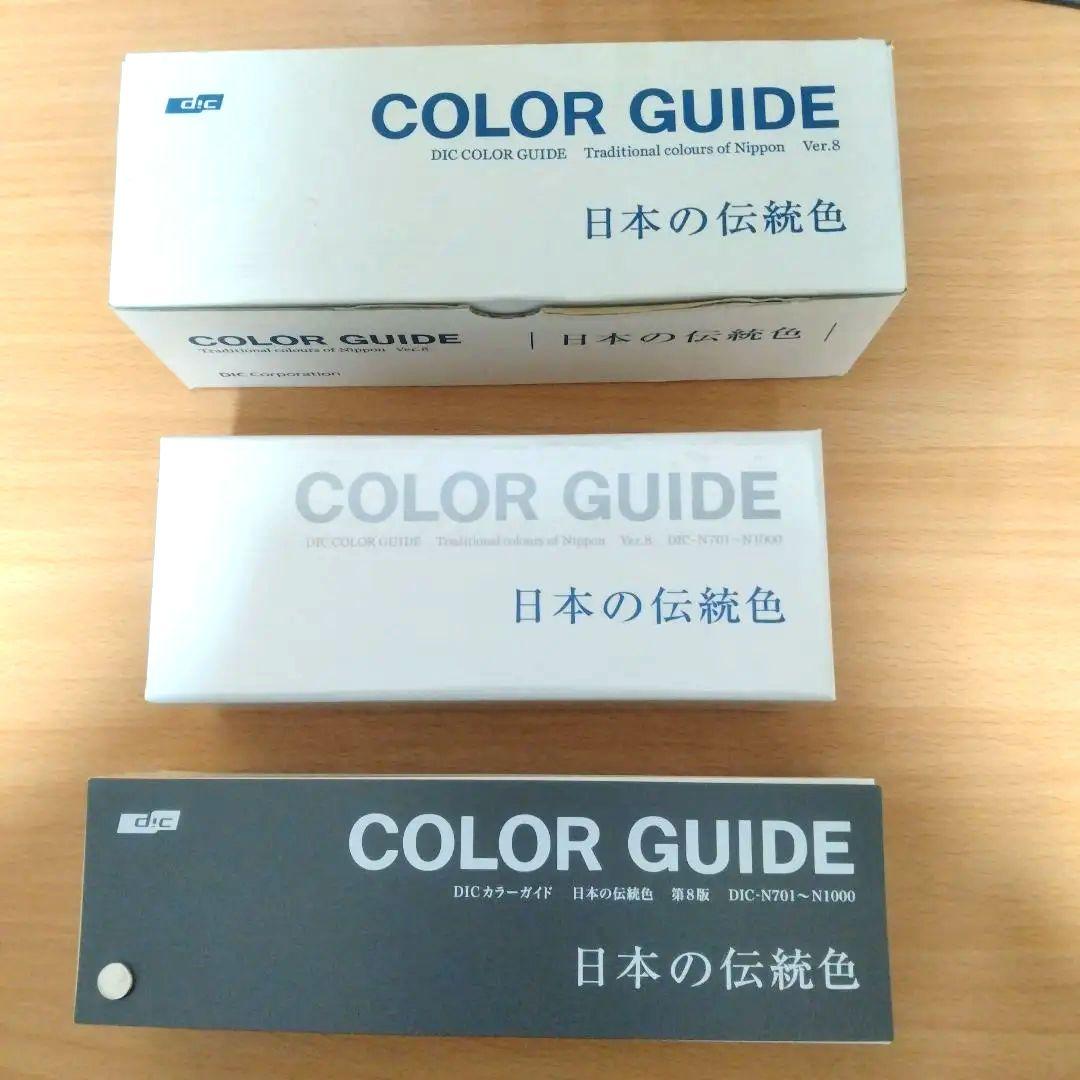 dic
COLOR GUIDE
DIC COLOR GUIDE Traditional colours of Nippon Ver.8
日本の伝統色
COLOR GUIDE
Traditional colours of Nippon Ver.8
DIC Corporation
| 日本の伝統色 |
COLOR GUIDE
DIC COLOR GUIDE Traditional colours of Nippon Ver.8 DIC-N701~N1000
日本の伝統色
dic
COLOR GUIDE
DICカラーガイド 日本の伝統色 第8版 DIC-N701~N1000
日本の伝統色